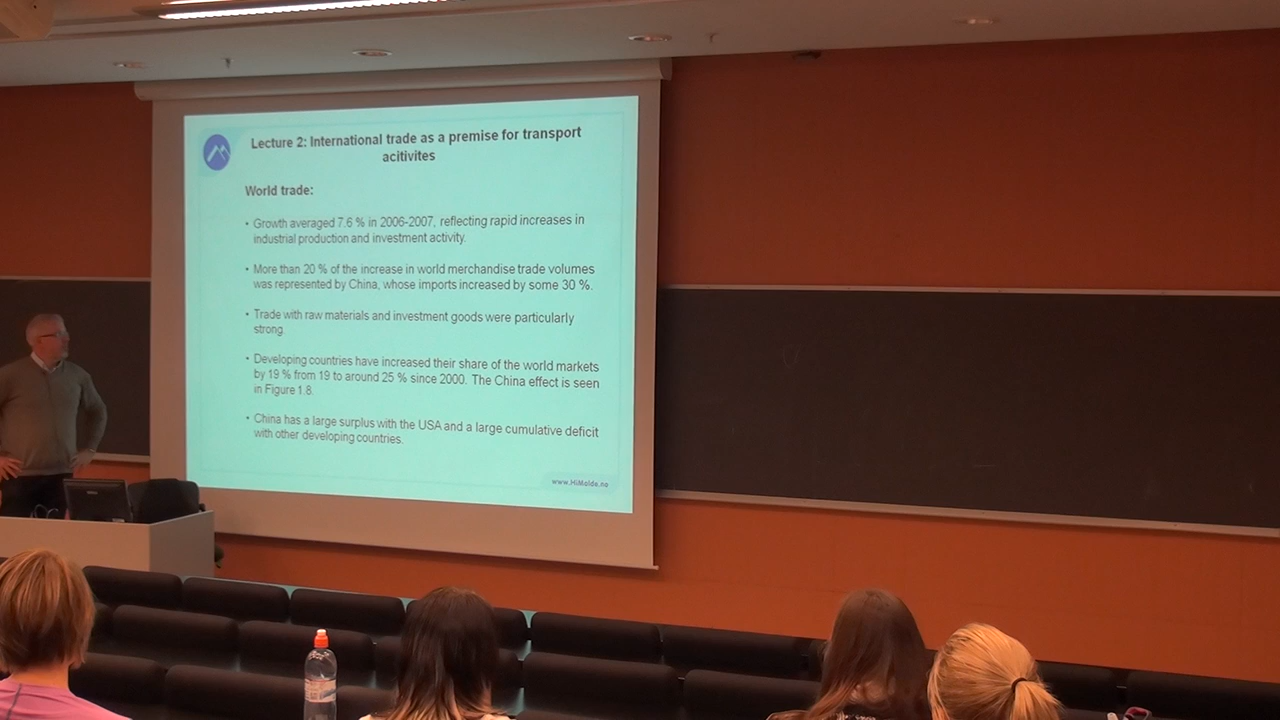 Lecture 2: International trade as a premise for transport
acitivites
World trade:
• Growth averaged 7.6 % in 2006-2007, reflecting rapid increases in
industrial production and investment activity.
• More than 20 % of the increase in world merchandise trade volumes
was represented by China, whose imports increased by some 30 %.
• Trade with raw materials and investment goods were particularly
strong
• Developing countries have increased their share of the world markets
by 19 % from 19 to around 25 % since 2000. The China effect is seen
in Figure 1.8.
• China has a large surplus with the USA and a large cumulative deficit
with other developing countries.
www.HiMolde.no